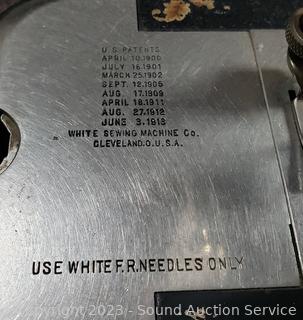 U.S. PATENTS
APRIL 10.1900
JULY 16.1901
MARCH 25.1902
SEPT. 12.1905
AUG. 17.1909
APRIL 18.1911
AUG. 27.1912
JUNE 3.1913
WHITE SEWING MACHINE CO.
CLEVELAND.O.U.S.A.
USE WHITE F.R. NEEDLES ONLY
Copyright 2023 - Sound Auction Service